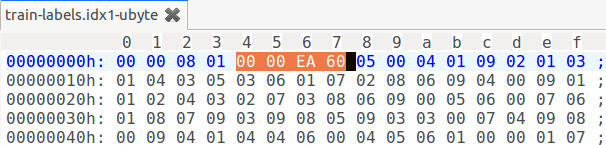 train-labels.idx1-ubyte
0 1 2 3 4 5 6 7 8 9 a b c d e f
00000000h: 00 00 08 01 00 00 EA 60 05 00 04 01 09 02 01 03 ;
00000010h: 01 04 03 05 03 06 01 07 02 08 06 09 04 00 09 01 ;
00000020h: 01 02 04 03 02 07 03 08 06 09 00 05 06 00 07 06 ;
00000030h: 01 08 07 09 03 09 08 05 09 03 03 00 07 04 09 08 ;
00000040h: 00 09 04 01 04 04 06 00 04 05 06 01 00 00 01 07 ;